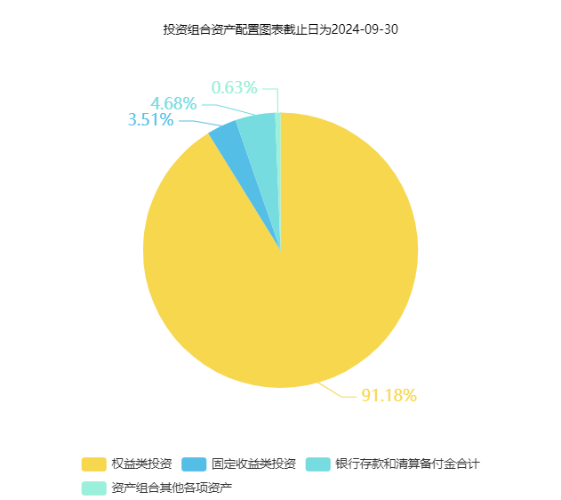 投资组合资产配置图表截止日为2024-09-30
0.63%
4.68%
3.51%
91.18%
权益类投资 固定收益类投资 银行存款和清算备付金合计
资产组合其他各项资产